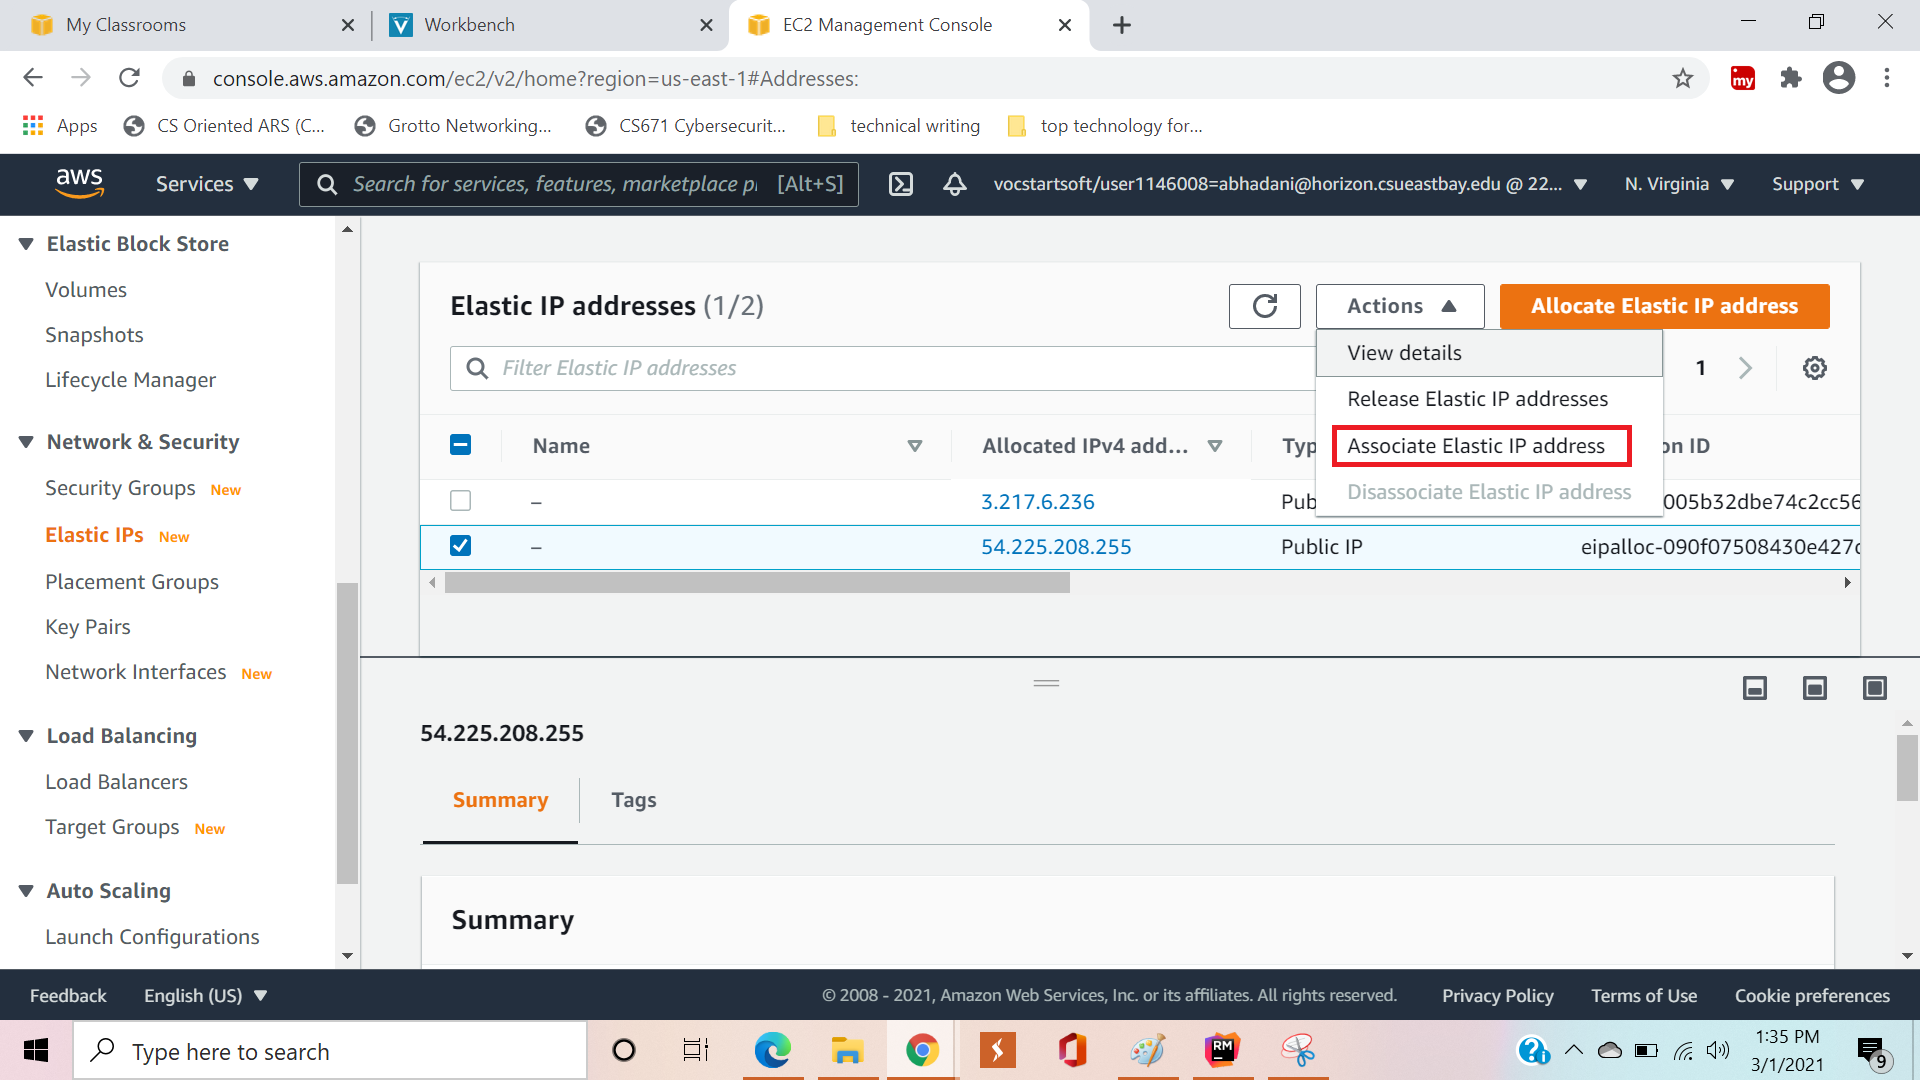 My Classrooms
Workbench
EC2 Management Console
console.aws.amazon.com/ec2/v2/home?region=us-east-1#Addresses:
my
Apps
CS Oriented ARS (C...
Grotto Networking...
CS671 Cybersecurit...
technical writing
top technology for...
aws
Services
Search for services, features, marketplace p
[Alt+S]
vocstartsoft/user1146008=abhadani@horizon.csueastbay.edu @ 22...
N. Virginia
Support
Elastic Block Store
Volumes
Snapshots
Lifecycle Manager
Network & Security
Security Groups New
Elastic IPs New
Placement Groups
Key Pairs
Network Interfaces New
Load Balancing
Load Balancers
Target Groups New
Auto Scaling
Launch Configurations
Elastic IP addresses (1/2)
Actions
Allocate Elastic IP address
Filter Elastic IP addresses
1
View details
Release Elastic IP addresses
Associate Elastic IP address
Disassociate Elastic IP address
Name
Allocated IPv4 add...
Typ
on ID
–
3.217.6.236
Pub
005b32dbe74c2cc56
–
54.225.208.255
Public IP
eipalloc-090f07508430e427c
54.225.208.255
Summary
Tags
Summary
Feedback
English (US)
© 2008 - 2021, Amazon Web Services, Inc. or its affiliates. All rights reserved.
Privacy Policy
Terms of Use
Cookie preferences
Type here to search
RM
1:35 PM
3/1/2021
9